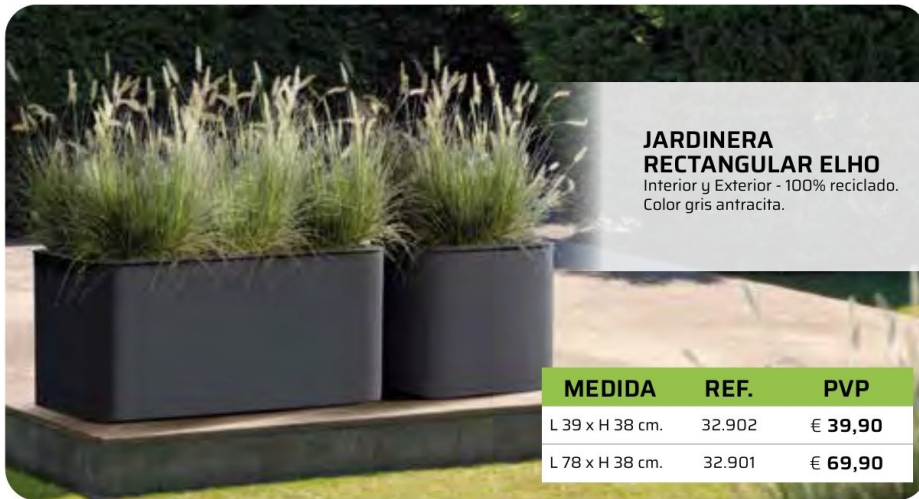 JARDINERA
RECTANGULAR ELHO
Interior y Exterior - 100% reciclado.
Color gris antracita.
MEDIDA REF. PVP
L 39 x H 38 cm. 32.902 € 39,90
L 78 x H 38 cm. 32.901 € 69,90